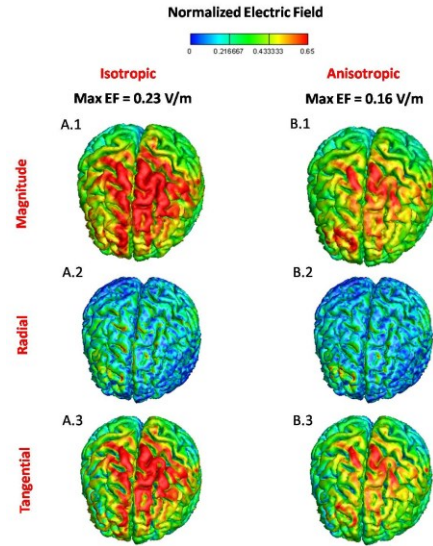 Normalized Electric Field
0 0.216667 0.433333 0.65
Isotropic
Anisotropic
Max EF = 0.23 V/m
Max EF = 0.16 V/m
A.1
B.1
Magnitude
A.2
B.2
Radial
A.3
B.3
Tangential